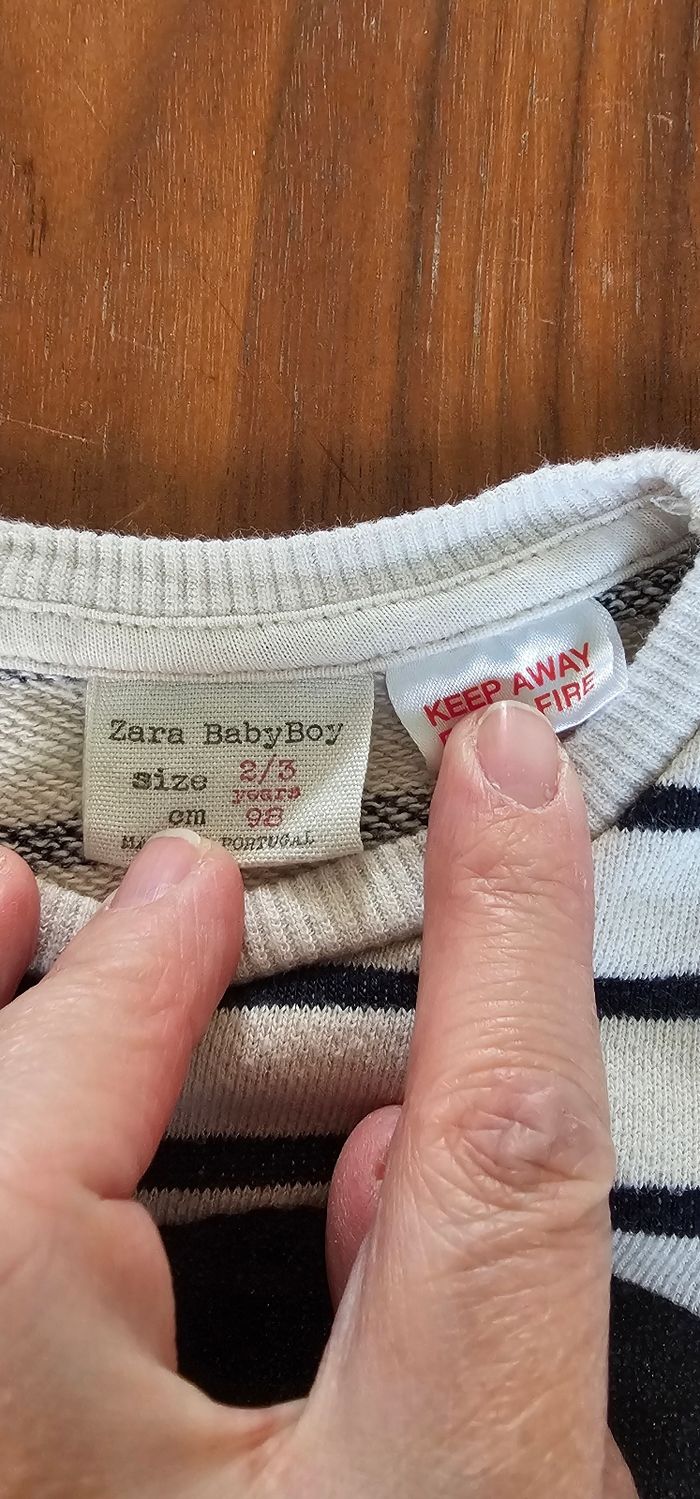 Zara BabyBoy
size 2/3
years
cm 98
PORTUGAL
KEEP AWAY
FIRE